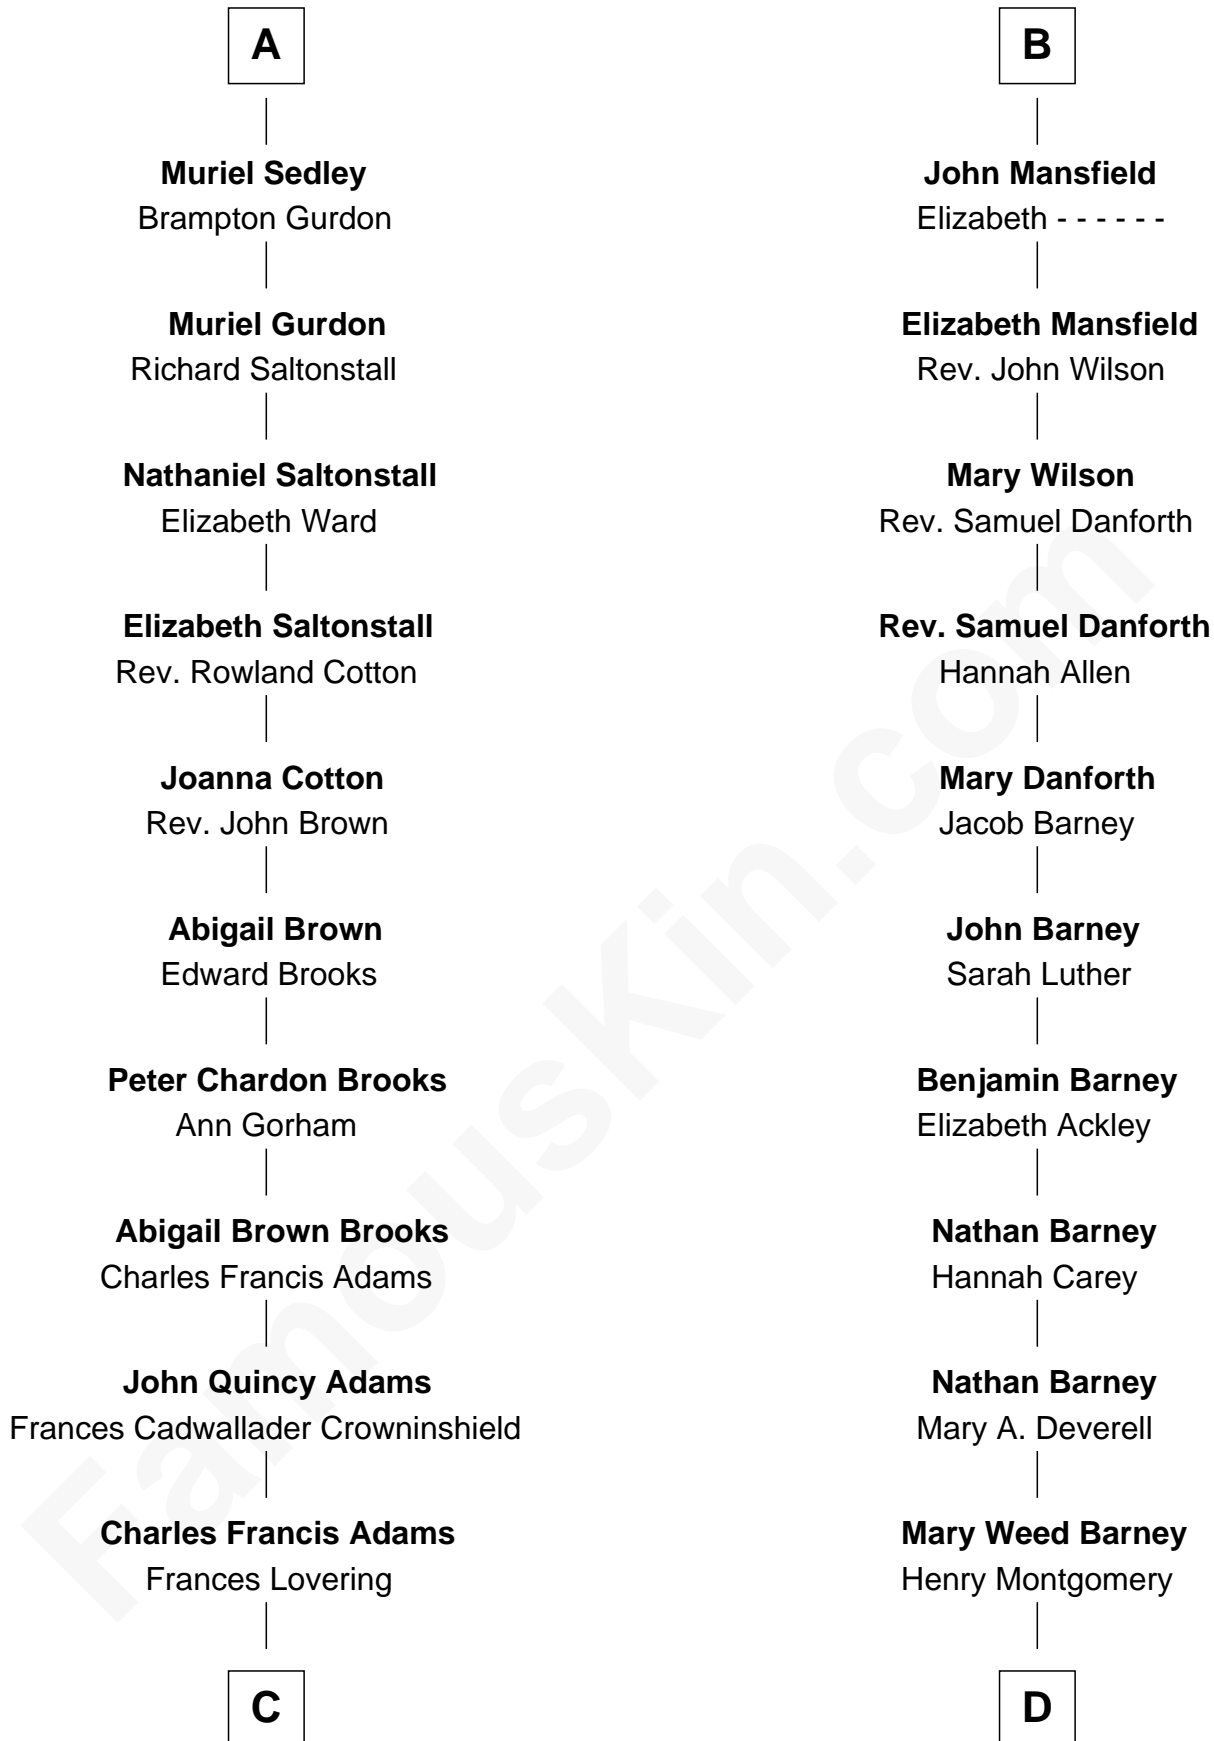 A
Muriel Sedley
Brampton Gurdon
Muriel Gurdon
Richard Saltonstall
Nathaniel Saltonstall
Elizabeth Ward
Elizabeth Saltonstall
Rev. Rowland Cotton
Joanna Cotton
Rev. John Brown
Abigail Brown
Edward Brooks
Peter Chardon Brooks
Ann Gorham
Abigail Brown Brooks
Charles Francis Adams
John Quincy Adams
Frances Cadwallader Crowninshield
Charles Francis Adams
Frances Lovering
C
B
John Mansfield
Elizabeth - - - - - -
Elizabeth Mansfield
Rev. John Wilson
Mary Wilson
Rev. Samuel Danforth
Rev. Samuel Danforth
Hannah Allen
Mary Danforth
Jacob Barney
John Barney
Sarah Luther
Benjamin Barney
Elizabeth Ackley
Nathan Barney
Hannah Carey
Nathan Barney
Mary A. Deverell
Mary Weed Barney
Henry Montgomery
D
FamousKin.com